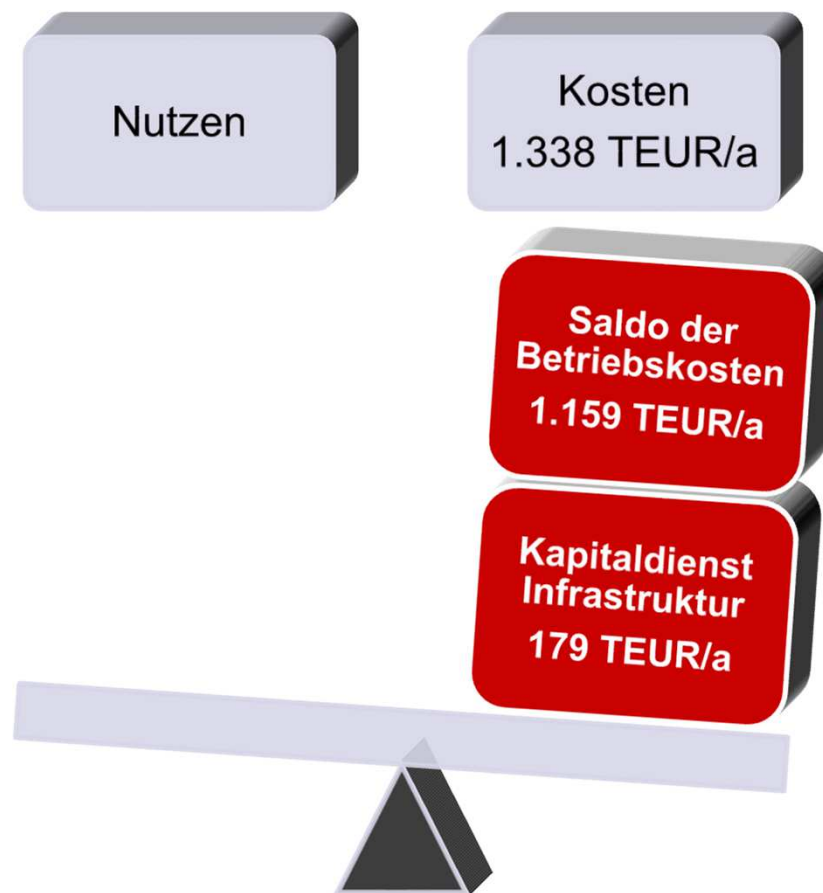 Nutzen
Kosten
1.338 TEUR/a
Saldo der
Betriebskosten
1.159 TEUR/a
Kapitaldienst
Infrastruktur
179 TEUR/a